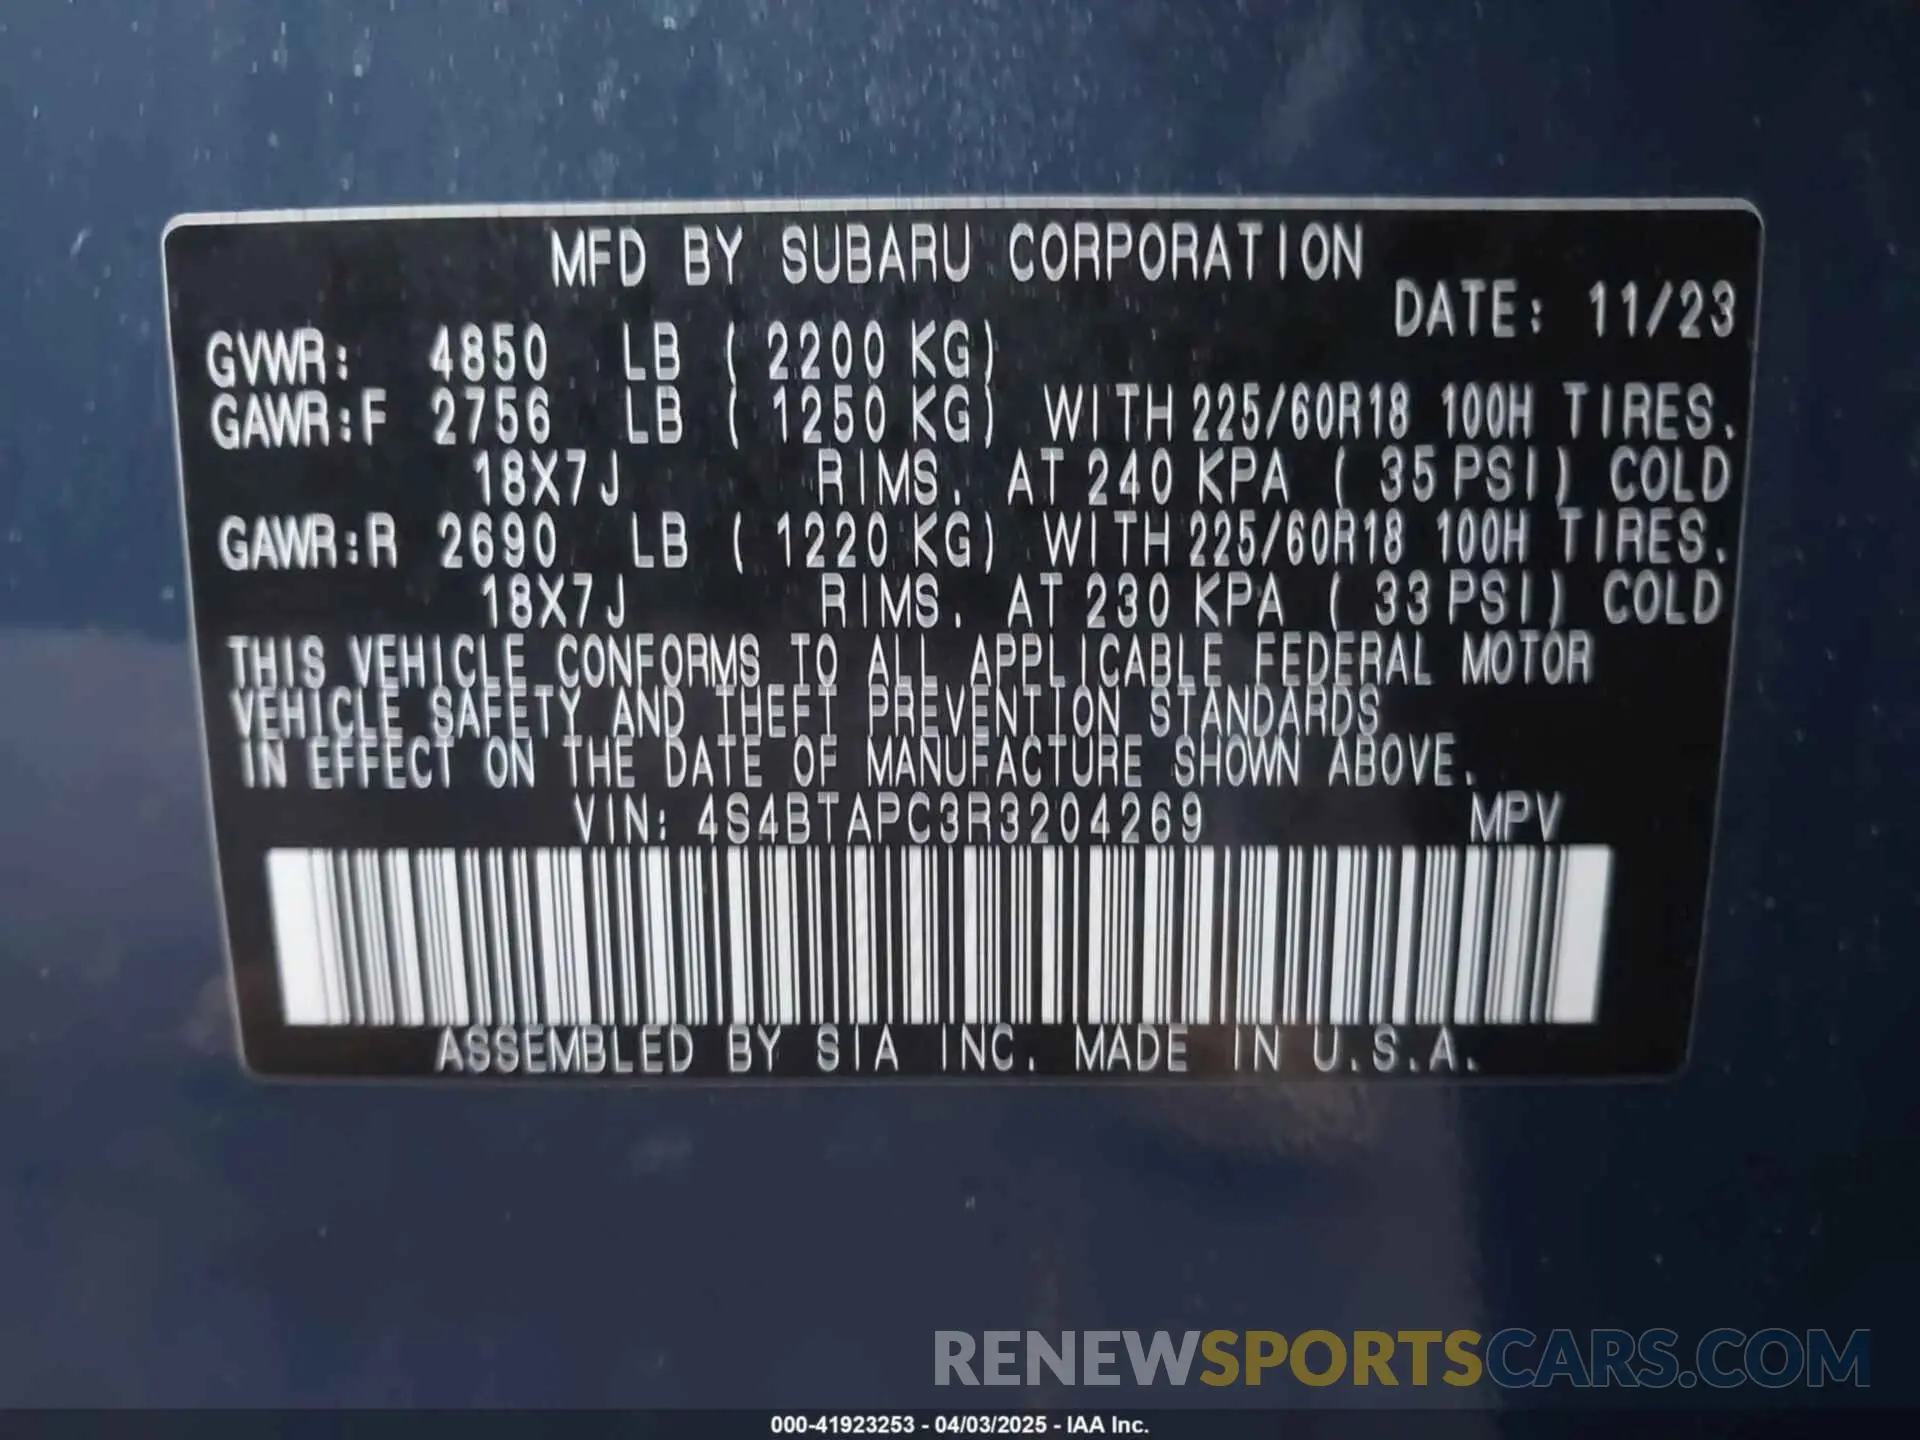 MFD BY SUBARU CORPORATION
DATE: 11/23
GVWR: 4850 LB ( 2200 KG)
GAWR:F 2756 LB ( 1250 KG) WITH 225/60R18 100H TIRES.
18X7J RIMS. AT 240 KPA ( 35 PSI) COLD
GAWR:R 2690 LB ( 1220 KG) WITH 225/60R18 100H TIRES.
18X7J RIMS. AT 230 KPA ( 33 PSI) COLD
THIS VEHICLE CONFORMS TO ALL APPLICABLE FEDERAL MOTOR
VEHICLE SAFETY AND THEFT PREVENTION STANDARDS
IN EFFECT ON THE DATE OF MANUFACTURE SHOWN ABOVE.
VIN: 4S4BTAPC3R3204269 MPV
ASSEMBLED BY SIA INC. MADE IN U.S.A.
RENEWSPORTSCARS.COM
000-41923253 - 04/03/2025 - IAA Inc.